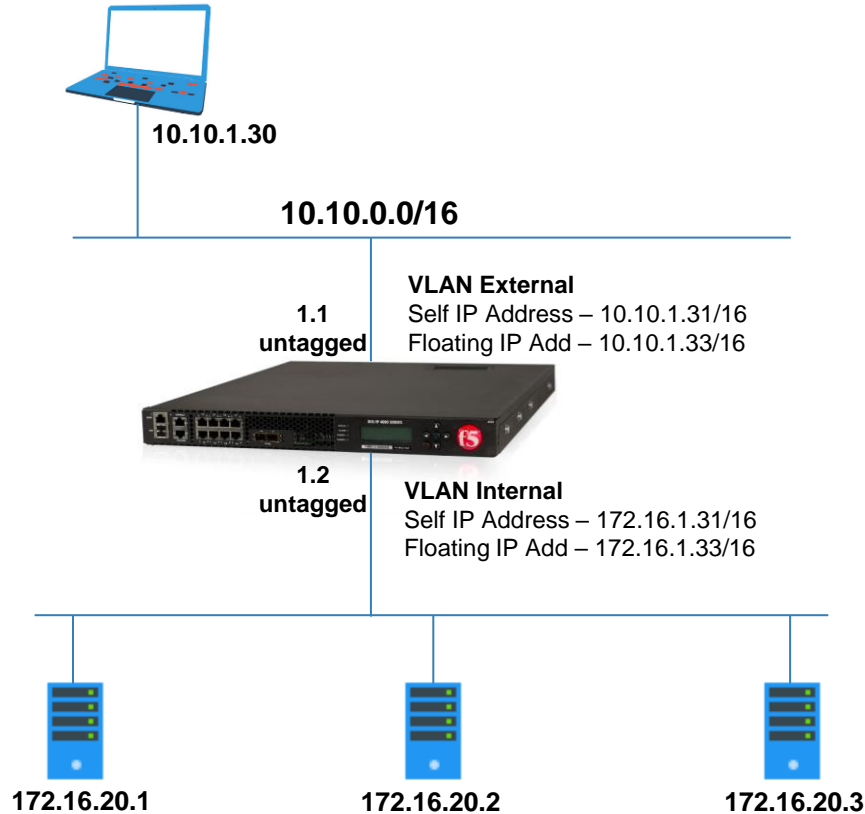 10.10.1.30
10.10.0.0/16
VLAN External
1.1
untagged
Self IP Address – 10.10.1.31/16
Floating IP Add – 10.10.1.33/16
f5
1.2
untagged
VLAN Internal
Self IP Address – 172.16.1.31/16
Floating IP Add – 172.16.1.33/16
172.16.20.1
172.16.20.2
172.16.20.3